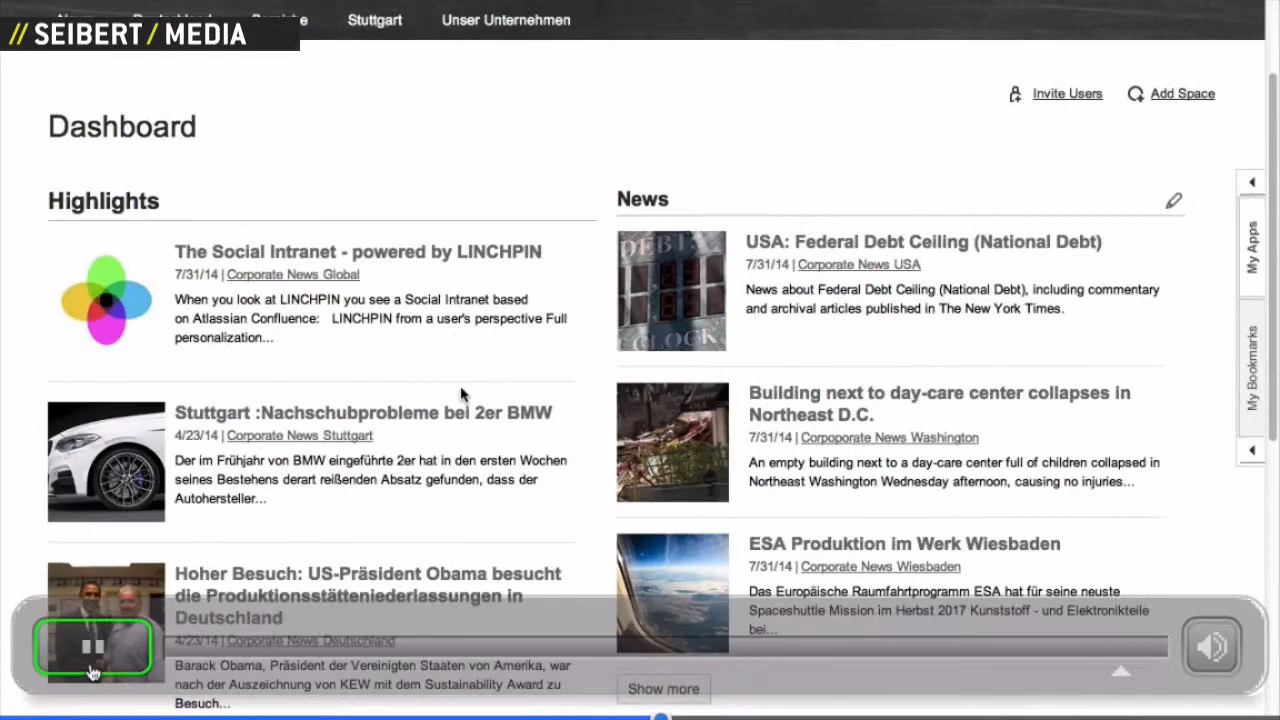 // SEIBERT / MEDIA
Stuttgart
Unser Unternehmen
Invite Users
Add Space
Dashboard
Highlights
The Social Intranet - powered by LINCHPIN
7/31/14 | Corporate News Global
When you look at LINCHPIN you see a Social Intranet based
on Atlassian Confluence: LINCHPIN from a user's perspective Full
personalization...
Stuttgart :Nachschubprobleme bei 2er BMW
4/23/14 | Corporate News Stuttgart
Der im Frühjahr von BMW eingeführte 2er hat in den ersten Wochen
seines Bestehens derart reißenden Absatz gefunden, dass der
Autohersteller...
Hoher Besuch: US-Präsident Obama besucht
die Produktionsstätteniederlassungen in
Deutschland
4/23/14 | Corporate News Deutschland
Barack Obama, Präsident der Vereinigten Staaten von Amerika, war
nach der Auszeichnung von KEW mit dem Sustainability Award zu
Besuch...
News
DEBT
CLOCK
USA: Federal Debt Ceiling (National Debt)
7/31/14 | Corporate News USA
News about Federal Debt Ceiling (National Debt), including commentary
and archival articles published in The New York Times.
Building next to day-care center collapses in
Northeast D.C.
7/31/14 | Corpoporate News Washington
An empty building next to a day-care center full of children collapsed in
Northeast Washington Wednesday afternoon, causing no injuries...
ESA Produktion im Werk Wiesbaden
7/31/14 | Corporate News Wiesbaden
Das Europäische Raumfahrtprogramm ESA hat für seine neuste
Spaceshuttle Mission im Herbst 2017 Kunststoff - und Elektronikteile
bei...
Show more
My Apps
My Bookmarks